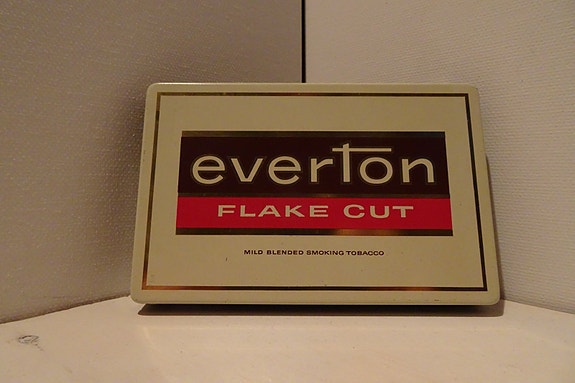 everton
FLAKE CUT
MILD BLENDED SMOKING TOBACCO